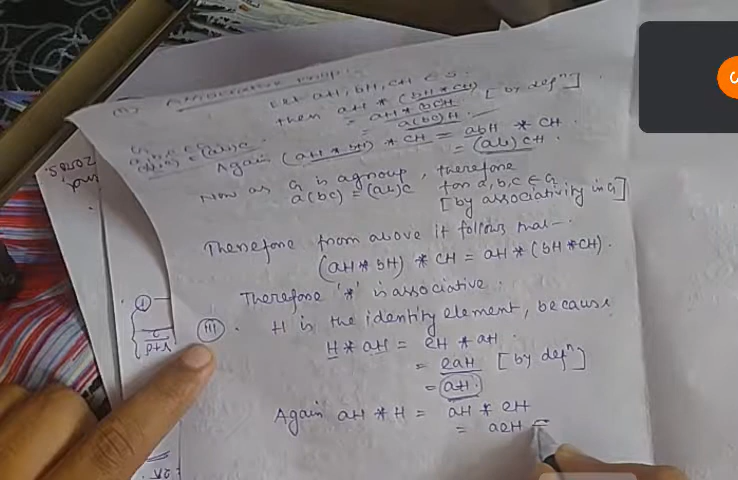 (ii) Associative prop:
Let aH, bH, cH ∈ S.
then aH * (bH * cH)
= aH * bcH [by defⁿ]
= a(bc)H.
Again (aH * bH) * cH = abH * cH.
= (ab)cH.
Now as G is a group, therefore
a(bc) = (ab)c for a, b, c ∈ G
[by associativity in G]
Therefore from above it follows that—
(aH * bH) * cH = aH * (bH * cH).
Therefore '*' is associative.
(iii). H is the identity element, because
H * aH = eH * aH.
= eaH [by defⁿ]
= aH.
Again aH * H = aH * eH
= aeH =